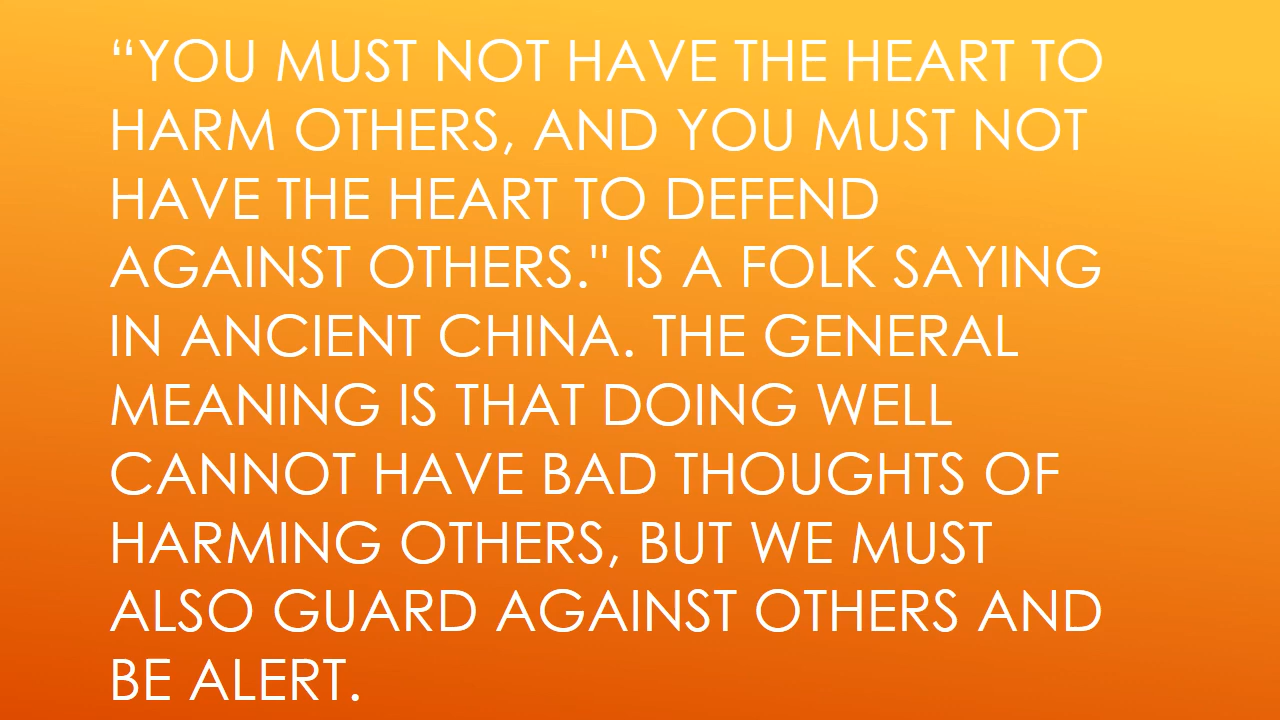 “YOU MUST NOT HAVE THE HEART TO
HARM OTHERS, AND YOU MUST NOT
HAVE THE HEART TO DEFEND
AGAINST OTHERS." IS A FOLK SAYING
IN ANCIENT CHINA. THE GENERAL
MEANING IS THAT DOING WELL
CANNOT HAVE BAD THOUGHTS OF
HARMING OTHERS, BUT WE MUST
ALSO GUARD AGAINST OTHERS AND
BE ALERT.